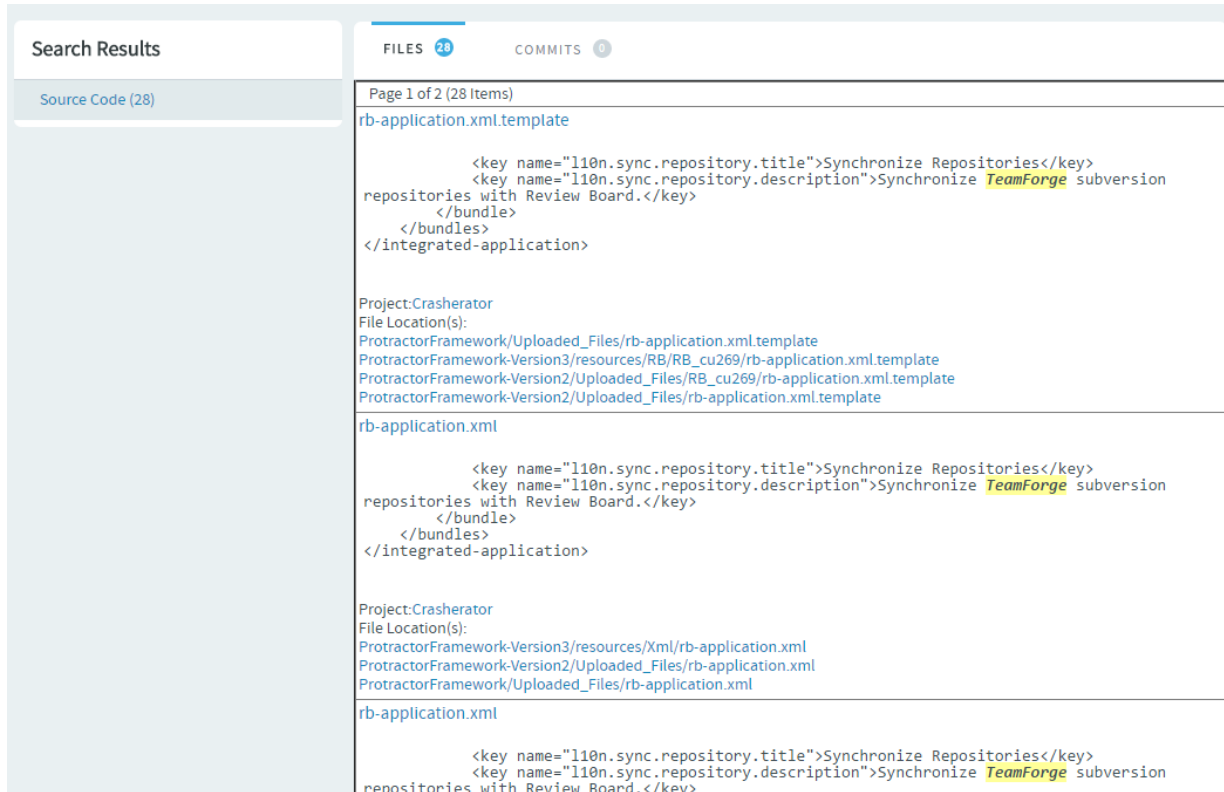 Search Results
Source Code (28)
FILES 28 COMMITS 0
Page 1 of 2 (28 Items)
rb-application.xml.template
<key name="l10n.sync.repository.title">Synchronize Repositories</key>
<key name="l10n.sync.repository.description">Synchronize TeamForge subversion
repositories with Review Board.</key>
</bundle>
</bundles>
</integrated-application>
Project:Crasherator
File Location(s):
ProtractorFramework/Uploaded_Files/rb-application.xml.template
ProtractorFramework-Version3/resources/RB/RB_cu269/rb-application.xml.template
ProtractorFramework-Version2/Uploaded_Files/RB_cu269/rb-application.xml.template
ProtractorFramework-Version2/Uploaded_Files/rb-application.xml.template
rb-application.xml
<key name="l10n.sync.repository.title">Synchronize Repositories</key>
<key name="l10n.sync.repository.description">Synchronize TeamForge subversion
repositories with Review Board.</key>
</bundle>
</bundles>
</integrated-application>
Project:Crasherator
File Location(s):
ProtractorFramework-Version3/resources/Xml/rb-application.xml
ProtractorFramework-Version2/Uploaded_Files/rb-application.xml
ProtractorFramework/Uploaded_Files/rb-application.xml
rb-application.xml
<key name="l10n.sync.repository.title">Synchronize Repositories</key>
<key name="l10n.sync.repository.description">Synchronize TeamForge subversion
repositories with Review Board.</key>